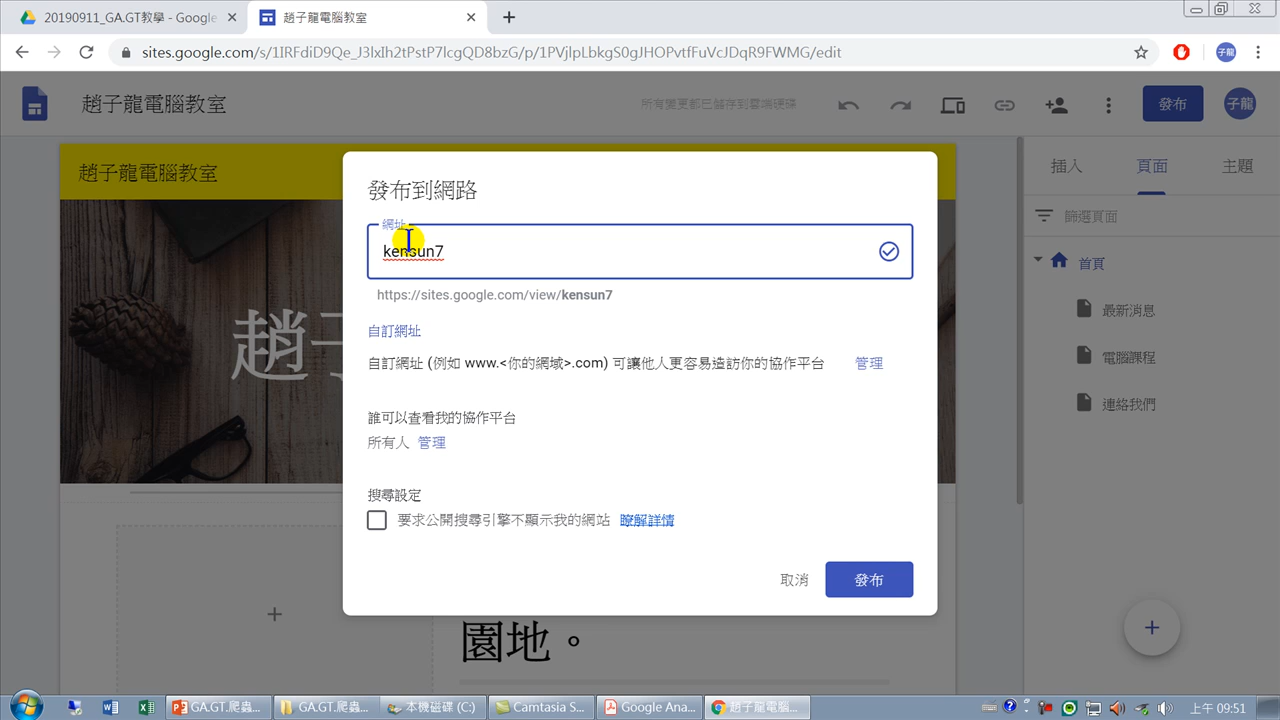 20190911_GA.GT教學 - Google
趙子龍電腦教室
sites.google.com/s/1IRFdiD9Qe_J3lxIh2tPstP7lcgQD8bzG/p/1PVjlpLbkgS0gJHOPvtfFuVcJDqR9FWMG/edit
子龍
趙子龍電腦教室
所有變更都已儲存到雲端硬碟
發布
子龍
趙子龍電腦教室
插入
頁面
主題
篩選頁面
首頁
最新消息
電腦課程
連絡我們
趙子
發布到網路
網址
kensun7
https://sites.google.com/view/kensun7
自訂網址
自訂網址 (例如 www.<你的網域>.com) 可讓他人更容易造訪你的協作平台
管理
誰可以查看我的協作平台
所有人 管理
搜尋設定
要求公開搜尋引擎不顯示我的網站 瞭解詳情
取消
發布
園地。
GA.GT.爬蟲...
GA.GT.爬蟲...
本機磁碟 (C:)
Camtasia S...
Google Ana...
趙子龍電腦...
上午 09:51